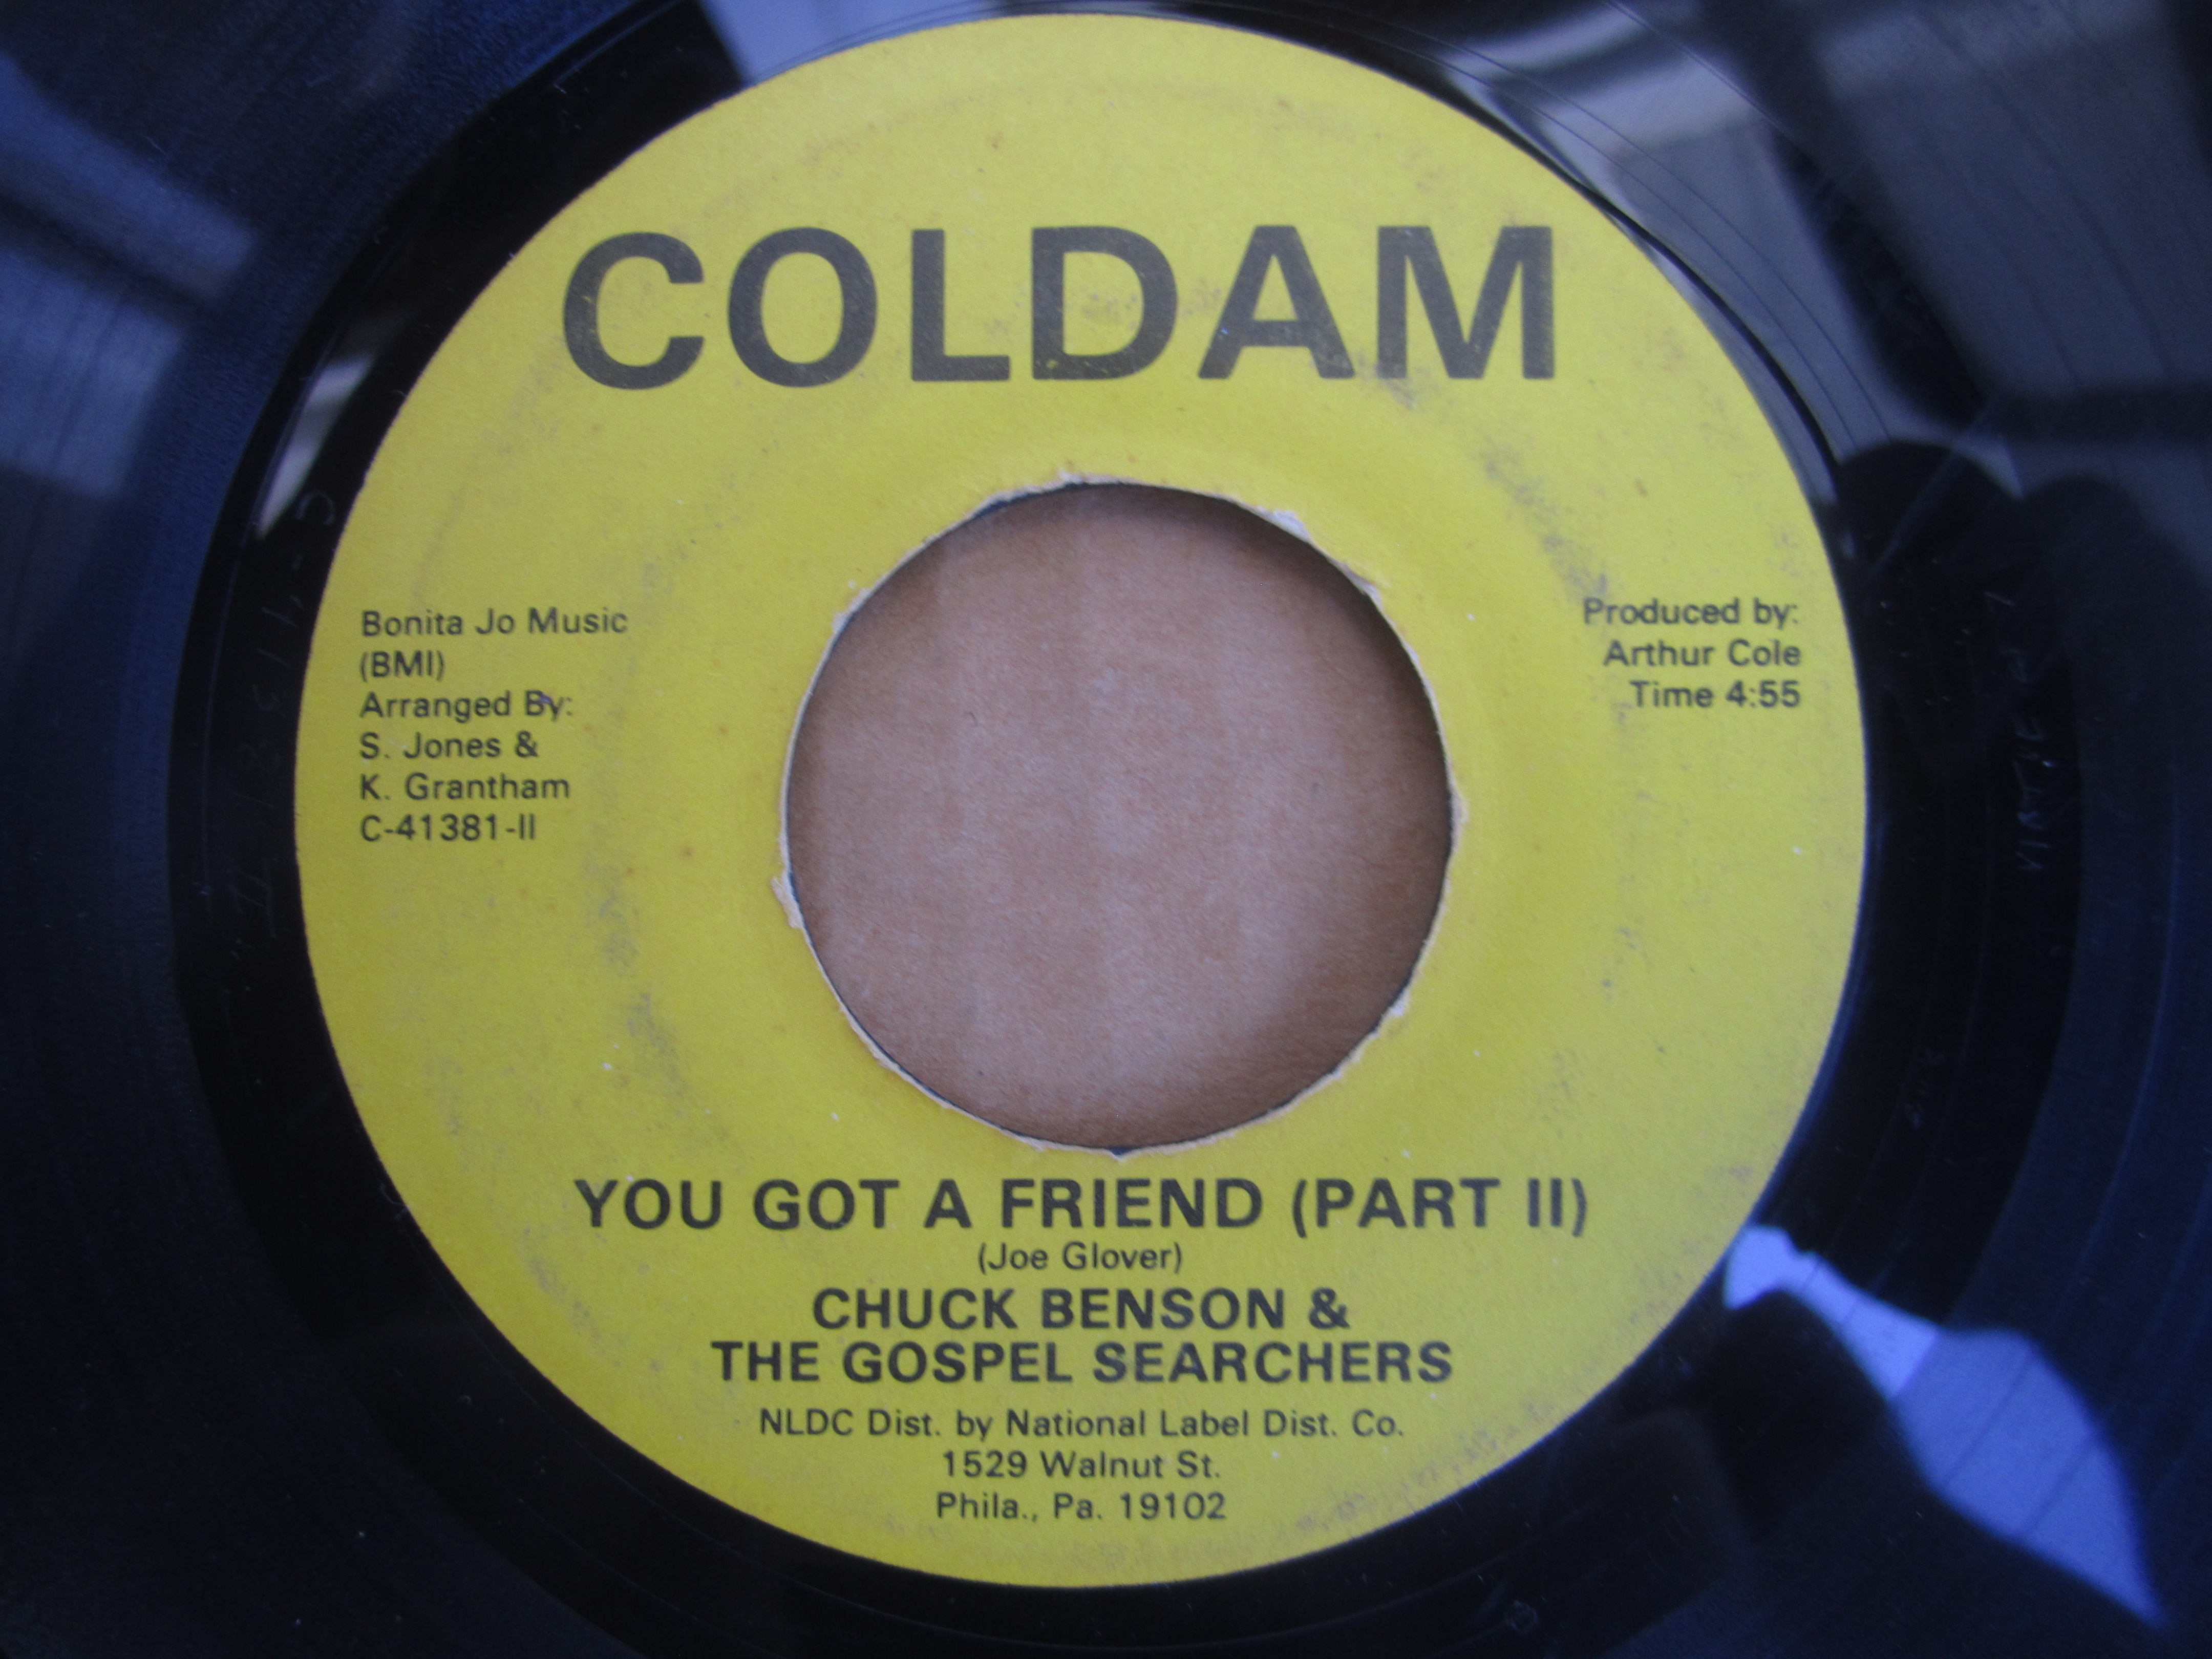 COLDAM
Bonita Jo Music
(BMI)
Arranged By:
S. Jones &
K. Grantham
C-41381-II
Produced by:
Arthur Cole
Time 4:55
YOU GOT A FRIEND (PART II)
(Joe Glover)
CHUCK BENSON &
THE GOSPEL SEARCHERS
NLDC Dist. by National Label Dist. Co.
1529 Walnut St.
Phila., Pa. 19102